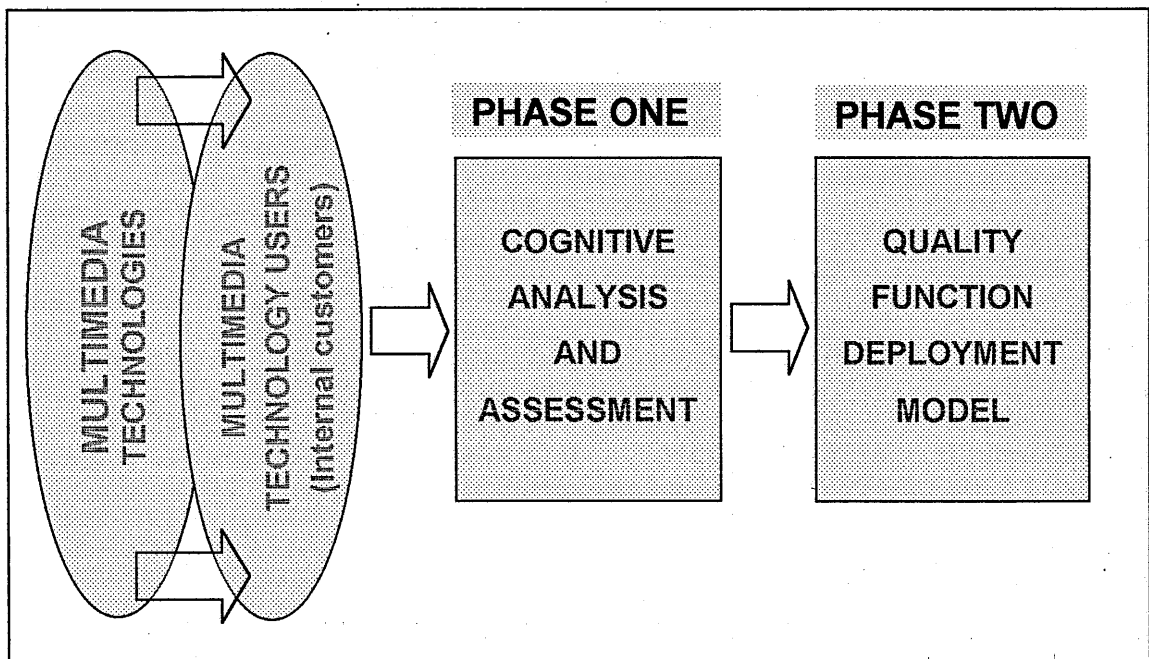 MULTIMEDIA
TECHNOLOGIES
MULTIMEDIA
TECHNOLOGY USERS
(Internal customers)
PHASE ONE
COGNITIVE
ANALYSIS
AND
ASSESSMENT
PHASE TWO
QUALITY
FUNCTION
DEPLOYMENT
MODEL